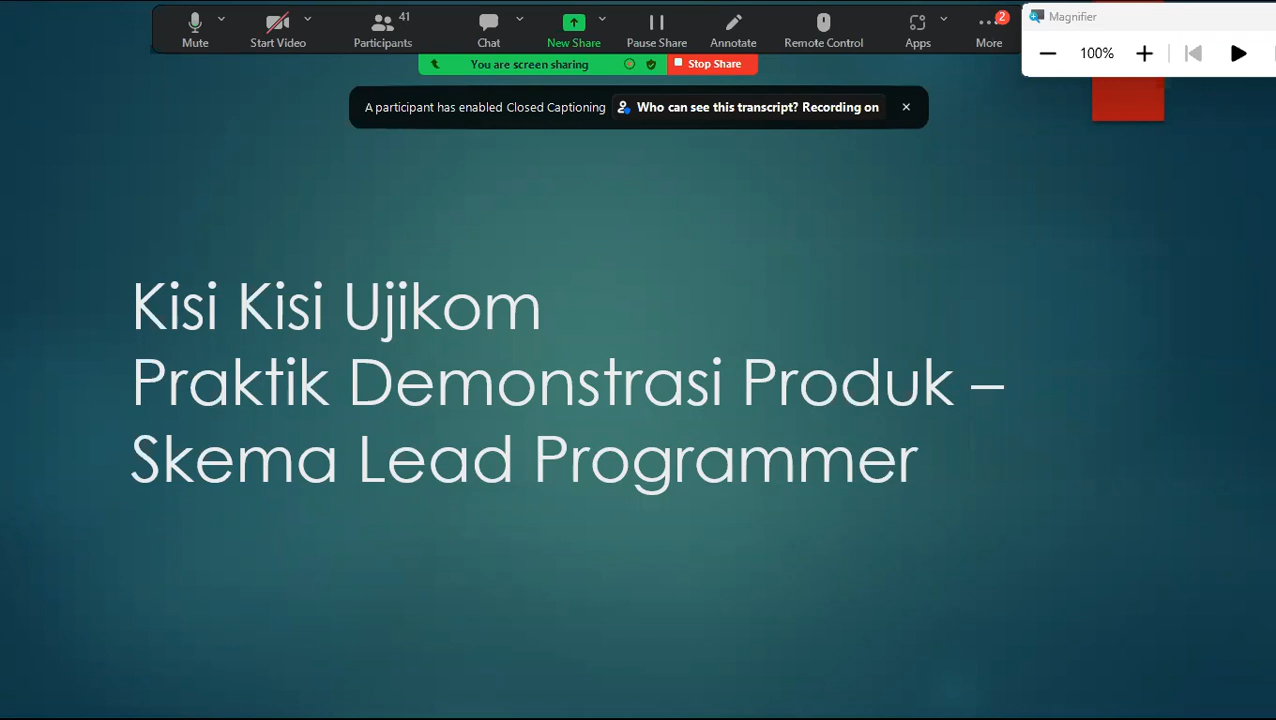 Mute
Start Video
Participants
41
Chat
New Share
Pause Share
Annotate
Remote Control
Apps
More
2
Magnifier
100%
You are screen sharing
Stop Share
A participant has enabled Closed Captioning
Who can see this transcript? Recording on
Kisi Kisi Ujikom
Praktik Demonstrasi Produk –
Skema Lead Programmer